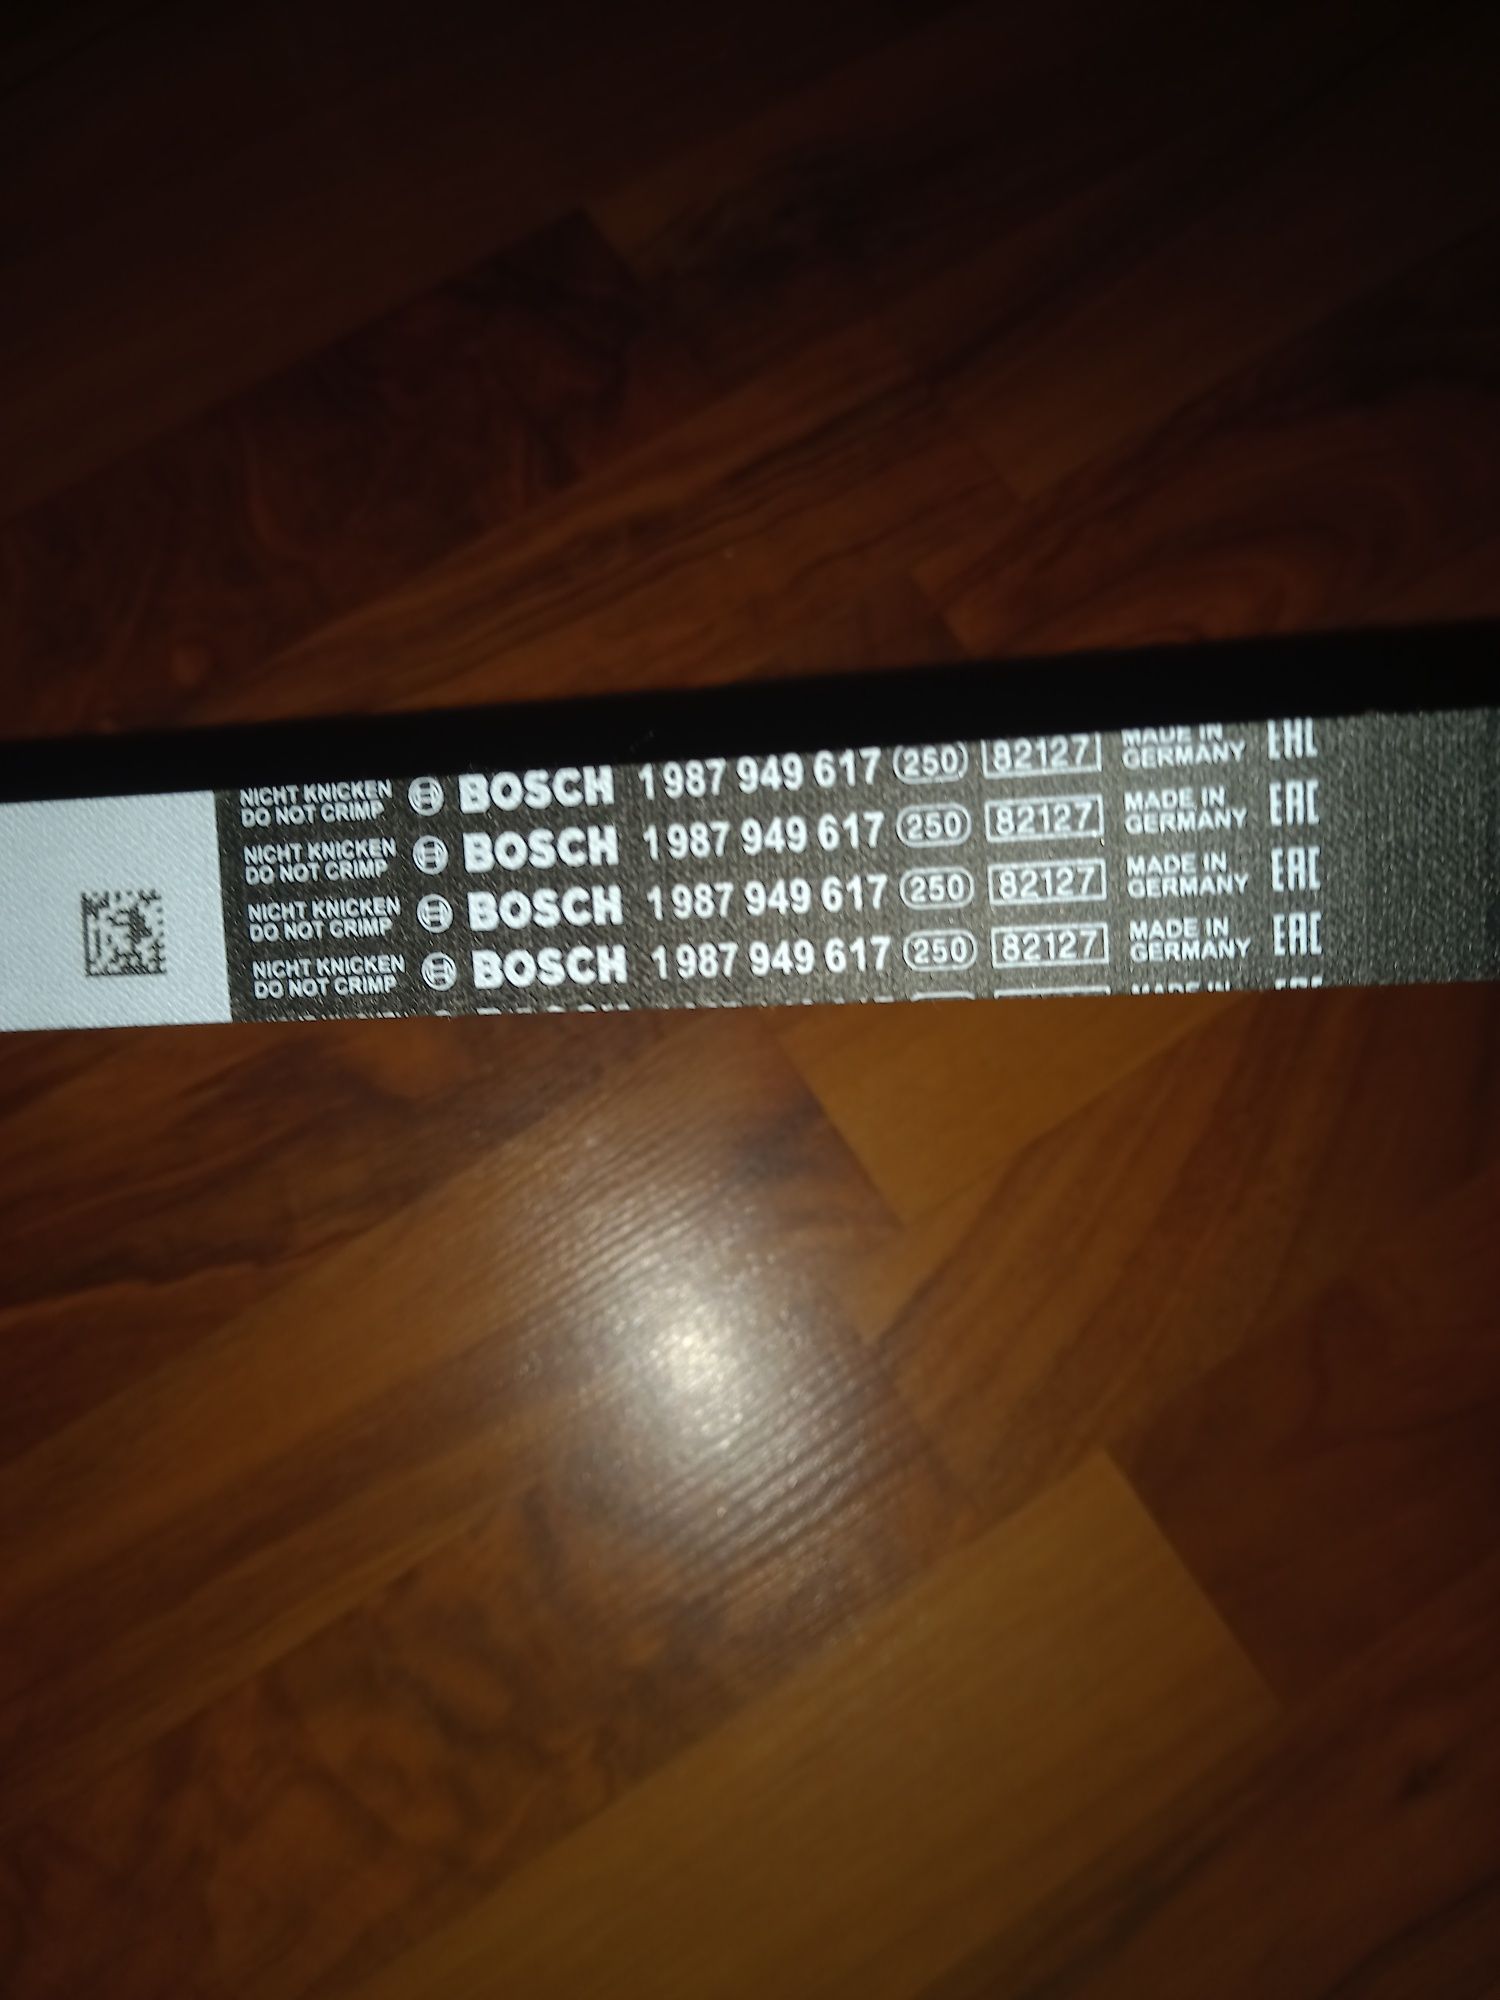 NICHT KNICKEN
DO NOT CRIMP
BOSCH 1 987 949 617 250 82127
MADE IN
GERMANY
EAC
NICHT KNICKEN
DO NOT CRIMP
BOSCH 1 987 949 617 250 82127
MADE IN
GERMANY
EAC
NICHT KNICKEN
DO NOT CRIMP
BOSCH 1 987 949 617 250 82127
MADE IN
GERMANY
EAC
NICHT KNICKEN
DO NOT CRIMP
BOSCH 1 987 949 617 250 82127
MADE IN
GERMANY
EAC